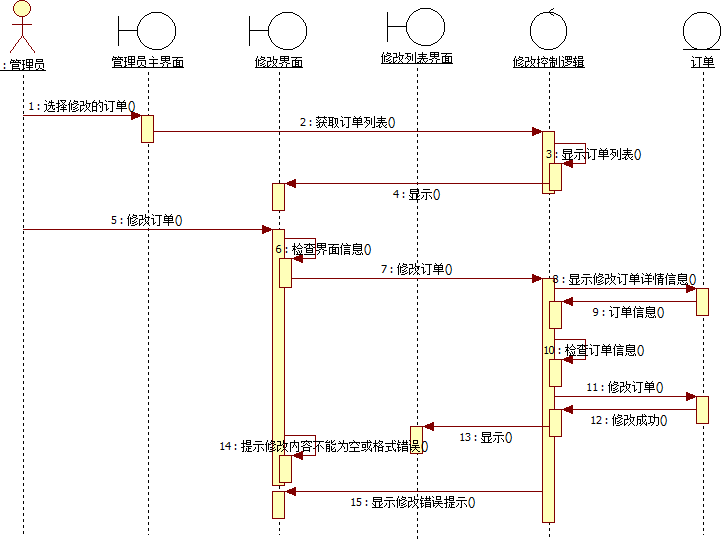 : 管理员
管理员主界面
修改界面
修改列表界面
修改控制逻辑
订单
1 : 选择修改的订单()
2 : 获取订单列表()
3 : 显示订单列表()
4 : 显示()
5 : 修改订单()
6 : 检查界面信息()
7 : 修改订单()
8 : 显示修改订单详情信息()
9 : 订单信息()
10 : 检查订单信息()
11 : 修改订单()
12 : 修改成功()
13 : 显示()
14 : 提示修改内容不能为空或格式错误()
15 : 显示修改错误提示()